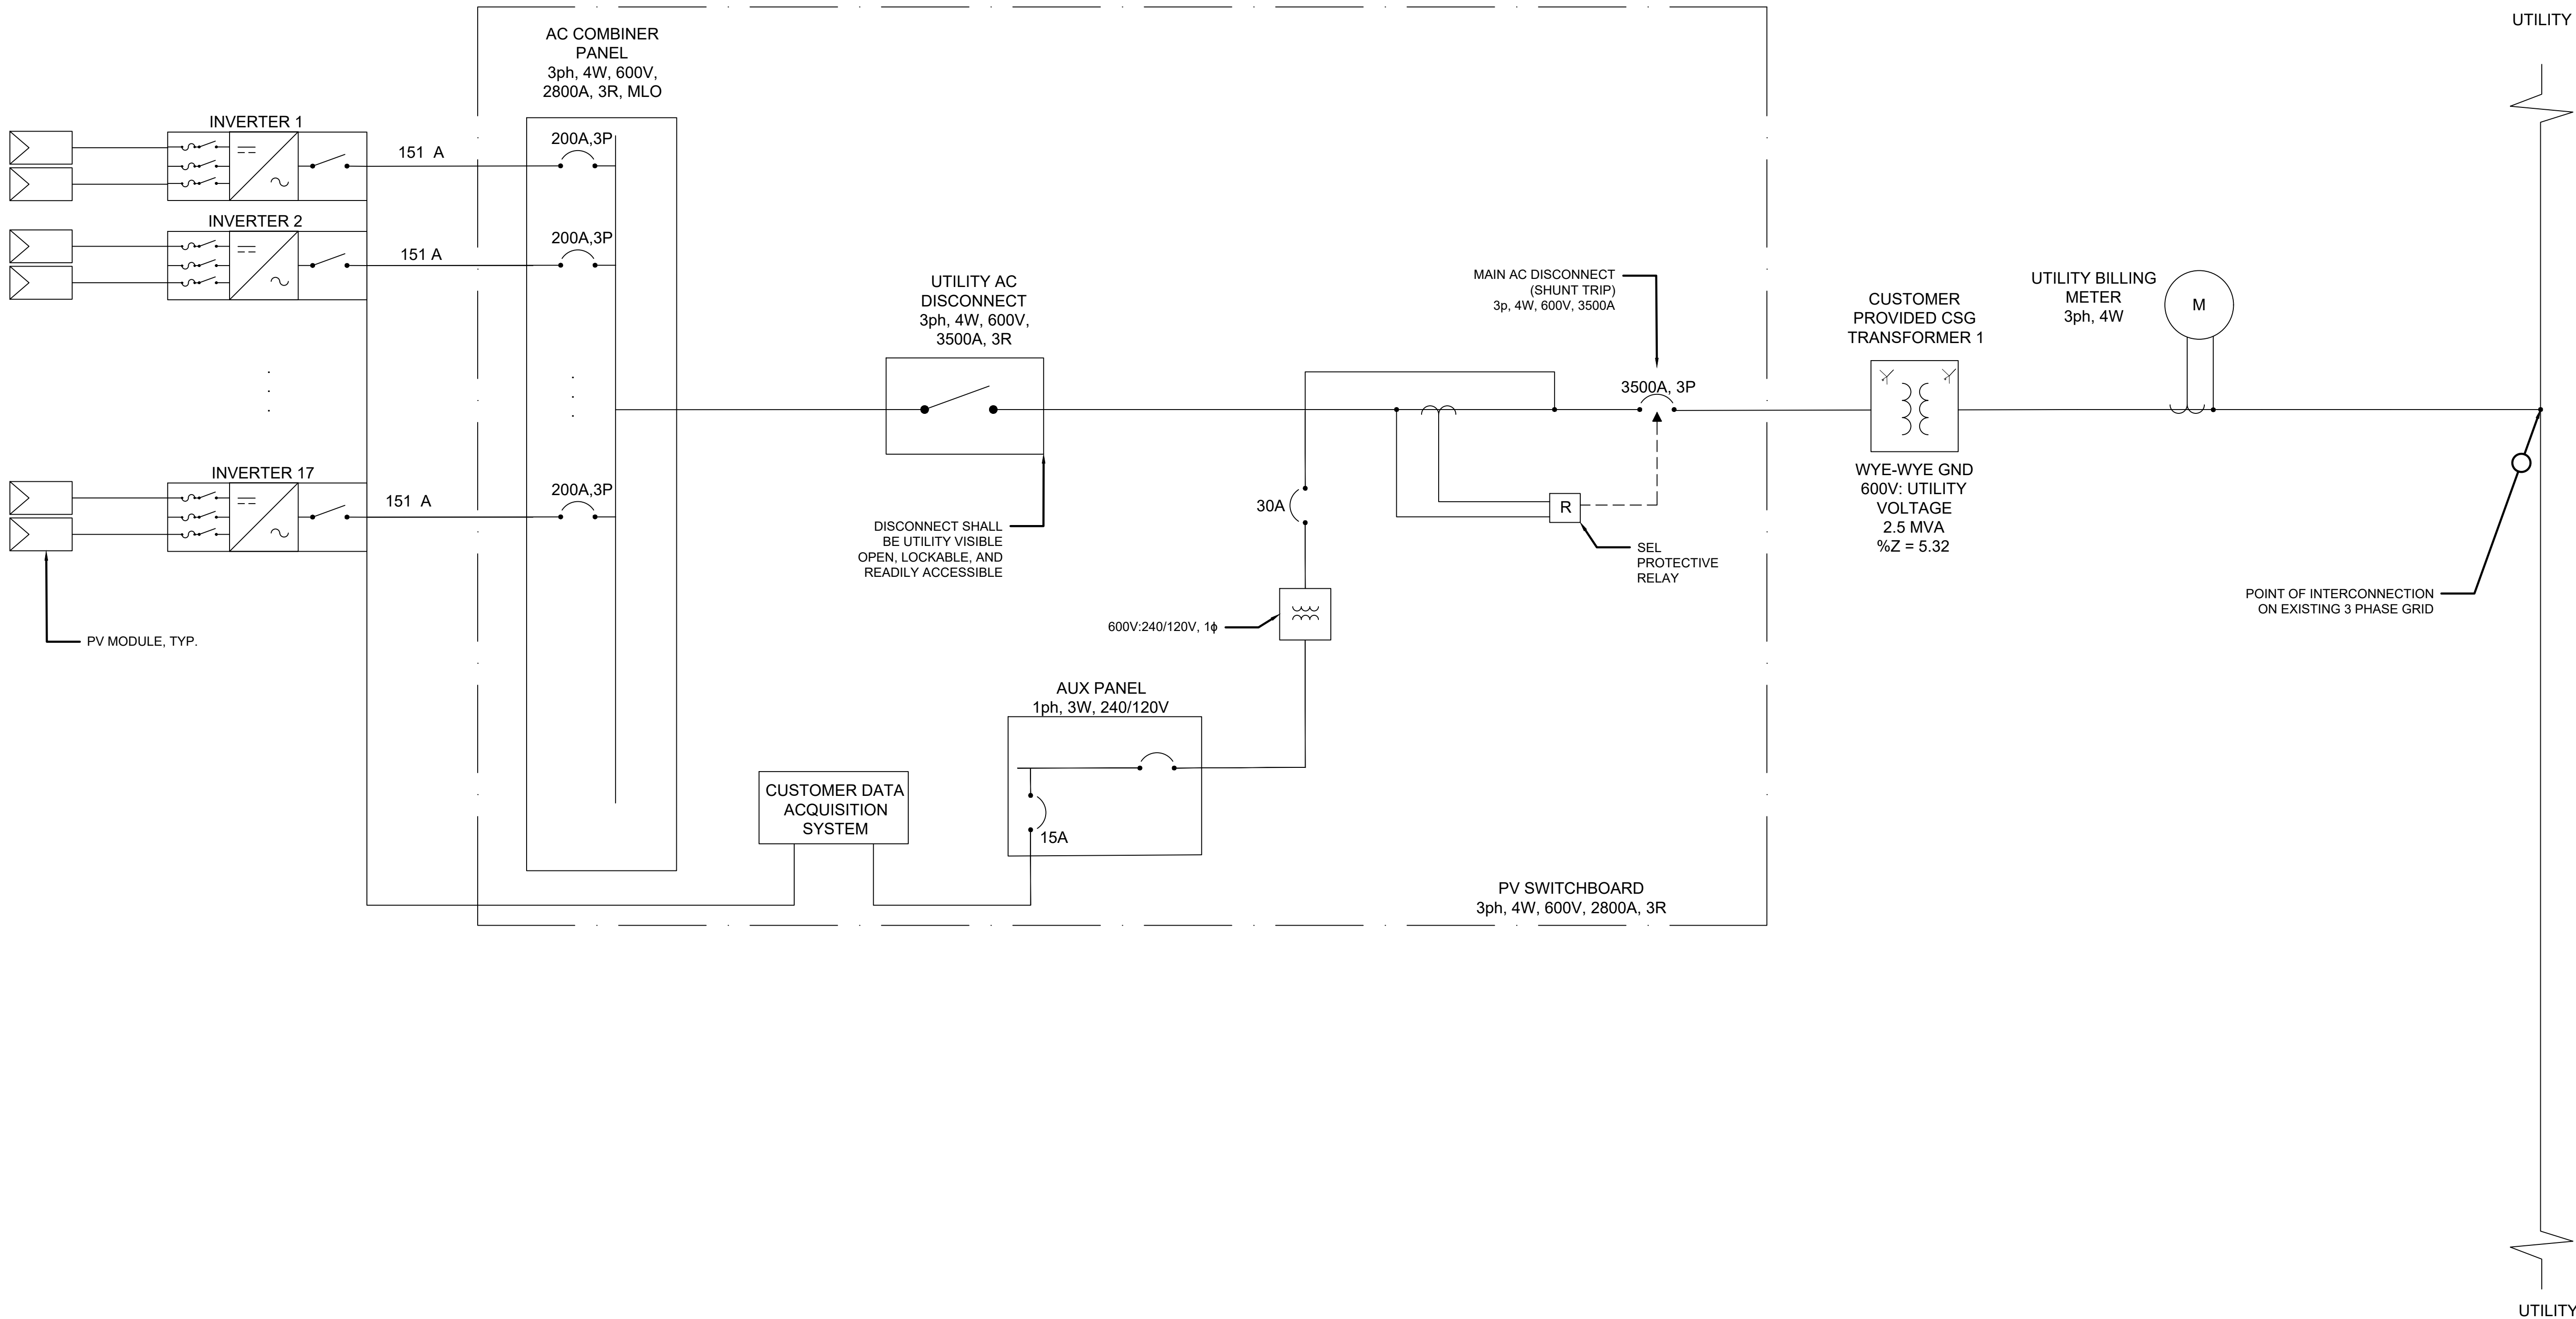 UTILITY
AC COMBINER
PANEL
3ph, 4W, 600V,
2800A, 3R, MLO
INVERTER 1
151 A
200A,3P
INVERTER 2
151 A
200A,3P
INVERTER 17
151 A
200A,3P
PV MODULE, TYP.
UTILITY AC
DISCONNECT
3ph, 4W, 600V,
3500A, 3R
DISCONNECT SHALL
BE UTILITY VISIBLE
OPEN, LOCKABLE, AND
READILY ACCESSIBLE
MAIN AC DISCONNECT
(SHUNT TRIP)
3p, 4W, 600V, 3500A
3500A, 3P
30A
R
SEL
PROTECTIVE
RELAY
600V:240/120V, 1ϕ
AUX PANEL
1ph, 3W, 240/120V
15A
CUSTOMER DATA
ACQUISITION
SYSTEM
PV SWITCHBOARD
3ph, 4W, 600V, 2800A, 3R
CUSTOMER
PROVIDED CSG
TRANSFORMER 1
WYE-WYE GND
600V: UTILITY
VOLTAGE
2.5 MVA
%Z = 5.32
UTILITY BILLING
METER
3ph, 4W
M
POINT OF INTERCONNECTION
ON EXISTING 3 PHASE GRID
UTILITY